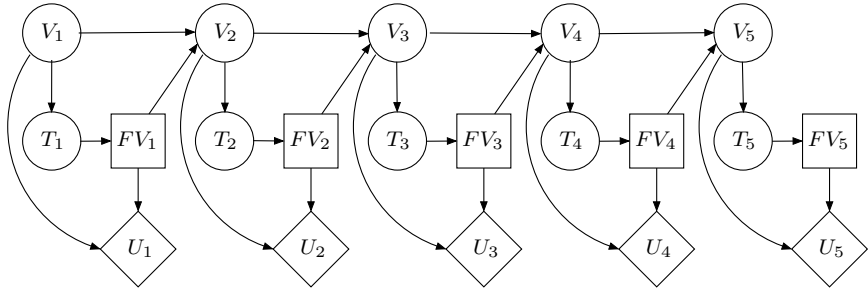 V₁ V₂ V₃ V₄ V₅
T₁ FV₁ T₂ FV₂ T₃ FV₃ T₄ FV₄ T₅ FV₅
U₁ U₂ U₃ U₄ U₅